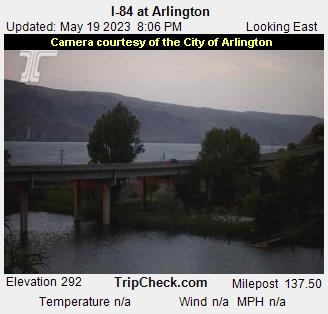 I-84 at Arlington
Updated: May 19 2023 8:06 PM Looking East
Camera courtesy of the City of Arlington
Elevation 292 TripCheck.com Milepost 137.50
Temperature n/a Wind n/a MPH n/a